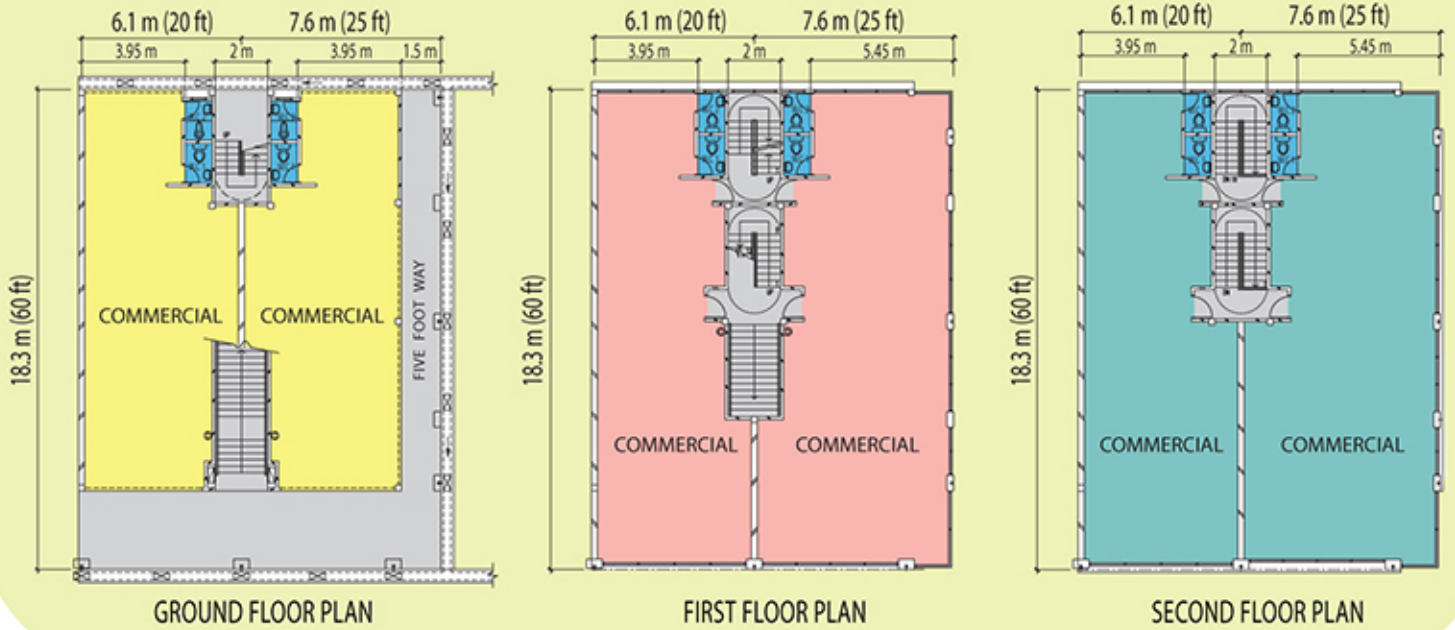 6.1 m (20 ft) 7.6 m (25 ft)
3.95 m 2 m 3.95 m 1.5 m
18.3 m (60 ft)
COMMERCIAL COMMERCIAL
FIVE FOOT WAY
GROUND FLOOR PLAN
6.1 m (20 ft) 7.6 m (25 ft)
3.95 m 2 m 5.45 m
18.3 m (60 ft)
COMMERCIAL COMMERCIAL
FIRST FLOOR PLAN
6.1 m (20 ft) 7.6 m (25 ft)
3.95 m 2 m 5.45 m
18.3 m (60 ft)
COMMERCIAL COMMERCIAL
SECOND FLOOR PLAN